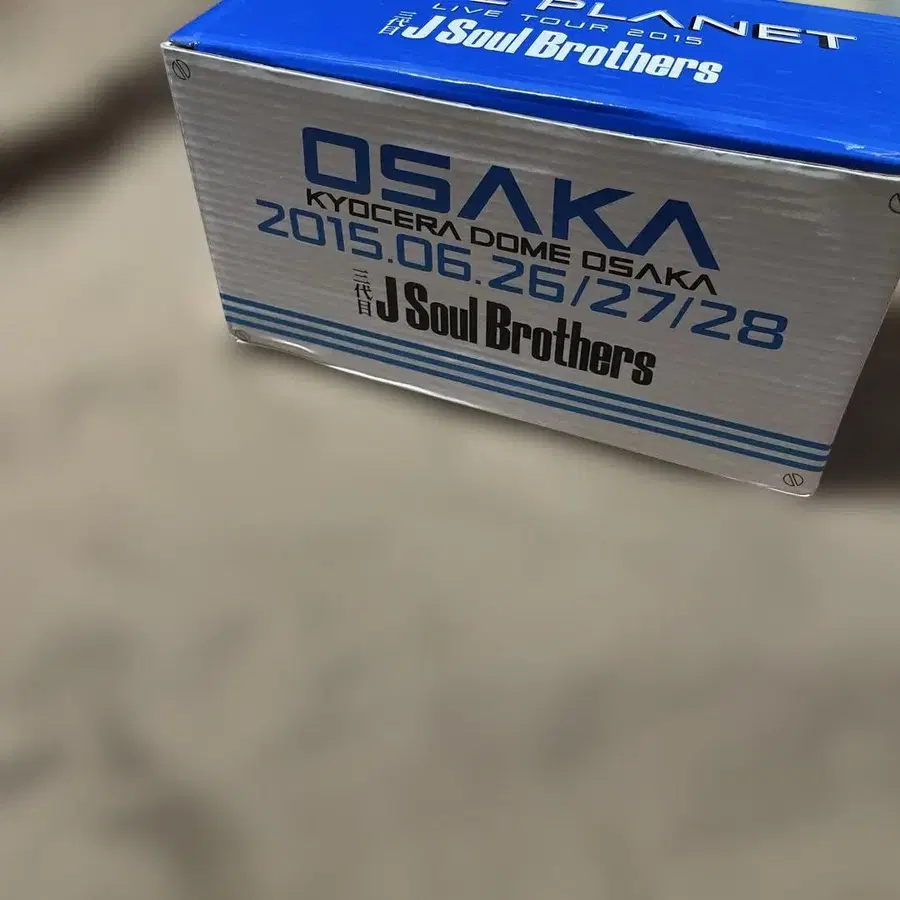 PLANET
LIVE TOUR 2015
三代目 J Soul Brothers
OSAKA
KYOCERA DOME OSAKA
2015.06.26/27/28
三代目 J Soul Brothers